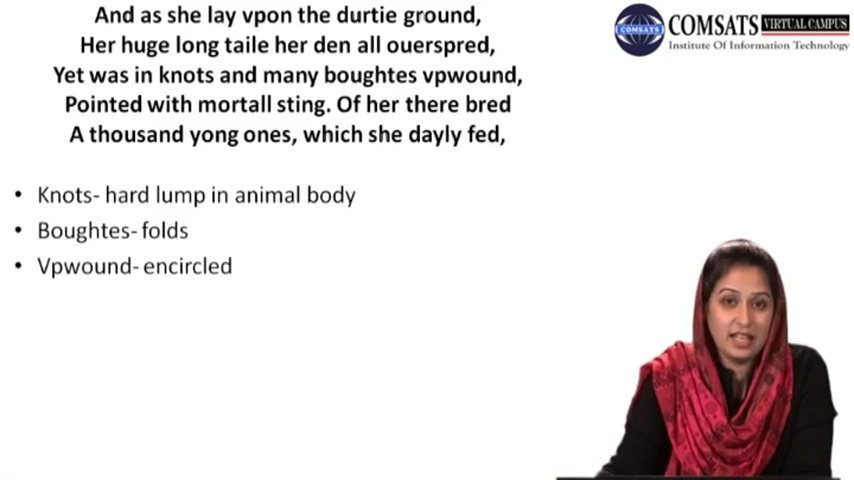 And as she lay vpon the durtie ground,
Her huge long taile her den all ouerspred,
Yet was in knots and many boughtes vpwound,
Pointed with mortall sting. Of her there bred
A thousand yong ones, which she dayly fed,
• Knots- hard lump in animal body
• Boughtes- folds
• Vpwound- encircled
COMSATS
COMSATS VIRTUAL CAMPUS
Institute Of Information Technology